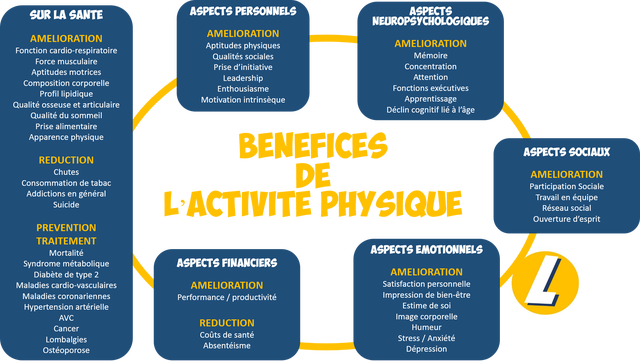 SUR LA SANTE
AMELIORATION
Fonction cardio-respiratoire
Force musculaire
Aptitudes motrices
Composition corporelle
Profil lipidique
Qualité osseuse et articulaire
Qualité du sommeil
Prise alimentaire
Apparence physique
REDUCTION
Chutes
Consommation de tabac
Addictions en général
Suicide
PREVENTION
TRAITEMENT
Mortalité
Syndrome métabolique
Diabète de type 2
Maladies cardio-vasculaires
Maladies coronariennes
Hypertension artérielle
AVC
Cancer
Lombalgies
Ostéoporose
ASPECTS PERSONNELS
AMELIORATION
Aptitudes physiques
Qualités sociales
Prise d'initiative
Leadership
Enthousiasme
Motivation intrinsèque
ASPECTS
NEUROPSYCHOLOGIQUES
AMELIORATION
Mémoire
Concentration
Attention
Fonctions exécutives
Apprentissage
Déclin cognitif lié à l'âge
BENEFICES
DE
L'ACTIVITE PHYSIQUE
ASPECTS SOCIAUX
AMELIORATION
Participation Sociale
Travail en équipe
Réseau social
Ouverture d'esprit
ASPECTS FINANCIERS
AMELIORATION
Performance / productivité
REDUCTION
Coûts de santé
Absentéisme
ASPECTS EMOTIONNELS
AMELIORATION
Satisfaction personnelle
Impression de bien-être
Estime de soi
Image corporelle
Humeur
Stress / Anxiété
Dépression
L